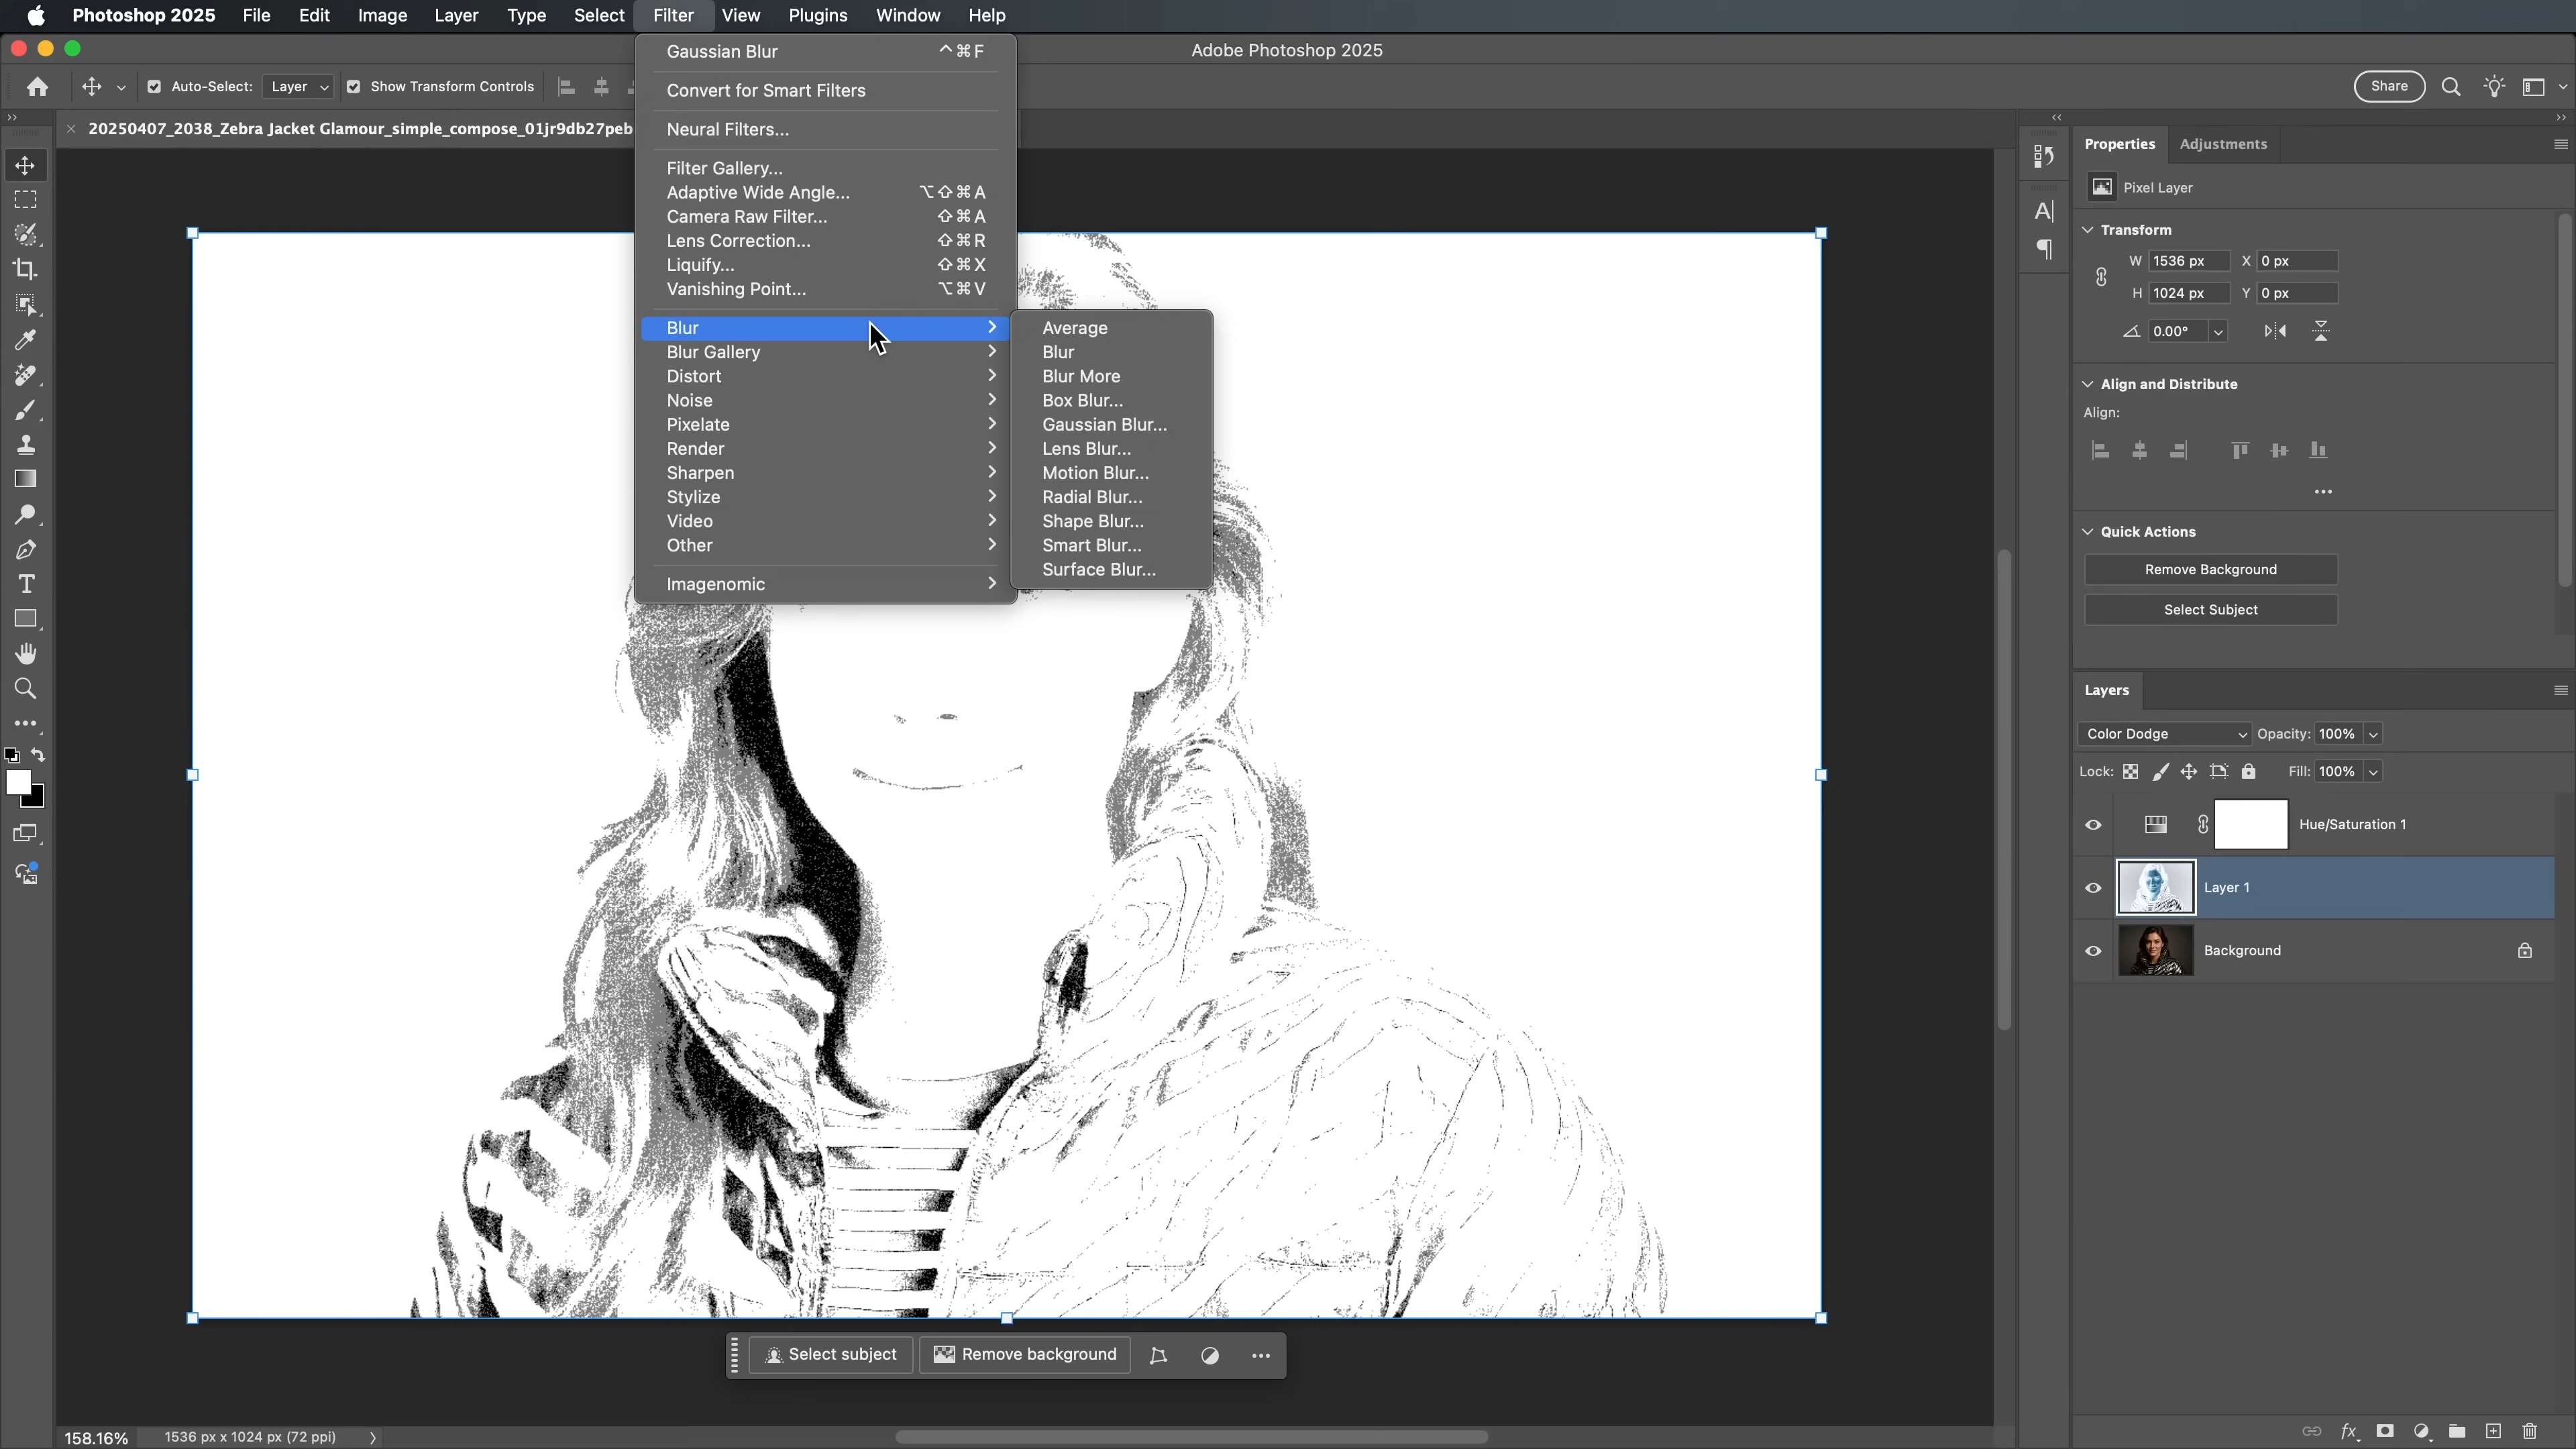 Photoshop 2025 File Edit Image Layer Type Select Filter View Plugins Window Help
Adobe Photoshop 2025
Auto-Select: Layer Show Transform Controls
Share
20250407_2038_Zebra Jacket Glamour_simple_compose_01jr9db27peb
Gaussian Blur ^⌘F
Convert for Smart Filters
Neural Filters...
Filter Gallery...
Adaptive Wide Angle... ⌥⇧⌘A
Camera Raw Filter... ⇧⌘A
Lens Correction... ⇧⌘R
Liquify... ⇧⌘X
Vanishing Point... ⌥⌘V
Blur
Blur Gallery
Distort
Noise
Pixelate
Render
Sharpen
Stylize
Video
Other
Imagenomic
Average
Blur
Blur More
Box Blur...
Gaussian Blur...
Lens Blur...
Motion Blur...
Radial Blur...
Shape Blur...
Smart Blur...
Surface Blur...
Properties Adjustments
Pixel Layer
Transform
W 1536 px X 0 px
H 1024 px Y 0 px
0.00°
Align and Distribute
Align:
Quick Actions
Remove Background
Select Subject
Layers
Color Dodge Opacity: 100%
Lock: Fill: 100%
Hue/Saturation 1
Layer 1
Background
Select subject Remove background
158.16% 1536 px x 1024 px (72 ppi)